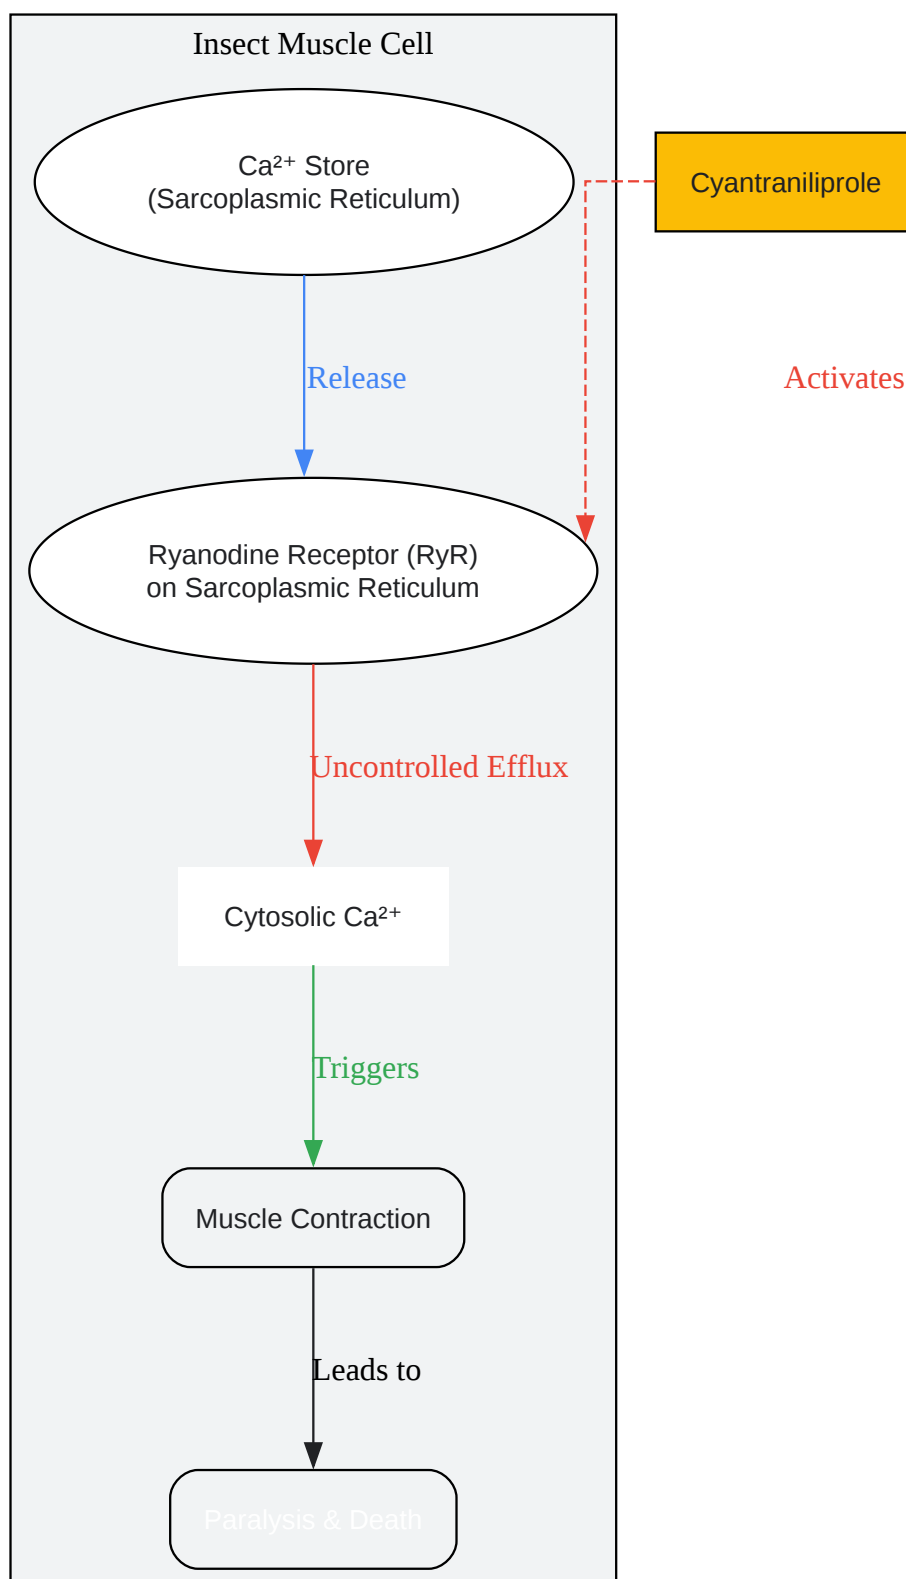 Insect Muscle Cell
Ca²⁺ Store
(Sarcoplasmic Reticulum)
Cyantraniliprole
Release
Activates
Ryanodine Receptor (RyR)
on Sarcoplasmic Reticulum
Uncontrolled Efflux
Cytosolic Ca²⁺
Triggers
Muscle Contraction
Leads to
Paralysis & Death